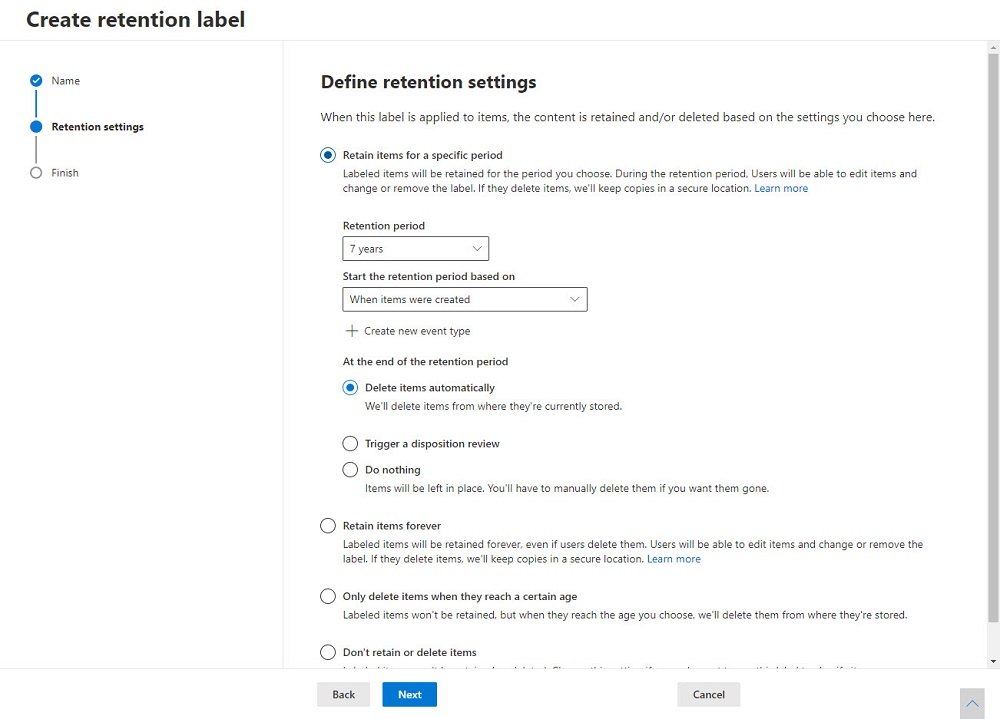 Create retention label
Name
Retention settings
Finish
Define retention settings
When this label is applied to items, the content is retained and/or deleted based on the settings you choose here.
Retain items for a specific period
Labeled items will be retained for the period you choose. During the retention period, Users will be able to edit items and
change or remove the label. If they delete items, we'll keep copies in a secure location. Learn more
Retention period
7 years
Start the retention period based on
When items were created
Create new event type
At the end of the retention period
Delete items automatically
We'll delete items from where they're currently stored.
Trigger a disposition review
Do nothing
Items will be left in place. You'll have to manually delete them if you want them gone.
Retain items forever
Labeled items will be retained forever, even if users delete them. Users will be able to edit items and change or remove the
label. If they delete items, we'll keep copies in a secure location. Learn more
Only delete items when they reach a certain age
Labeled items won't be retained, but when they reach the age you choose, we'll delete them from where they're stored.
Don't retain or delete items
Back
Next
Cancel